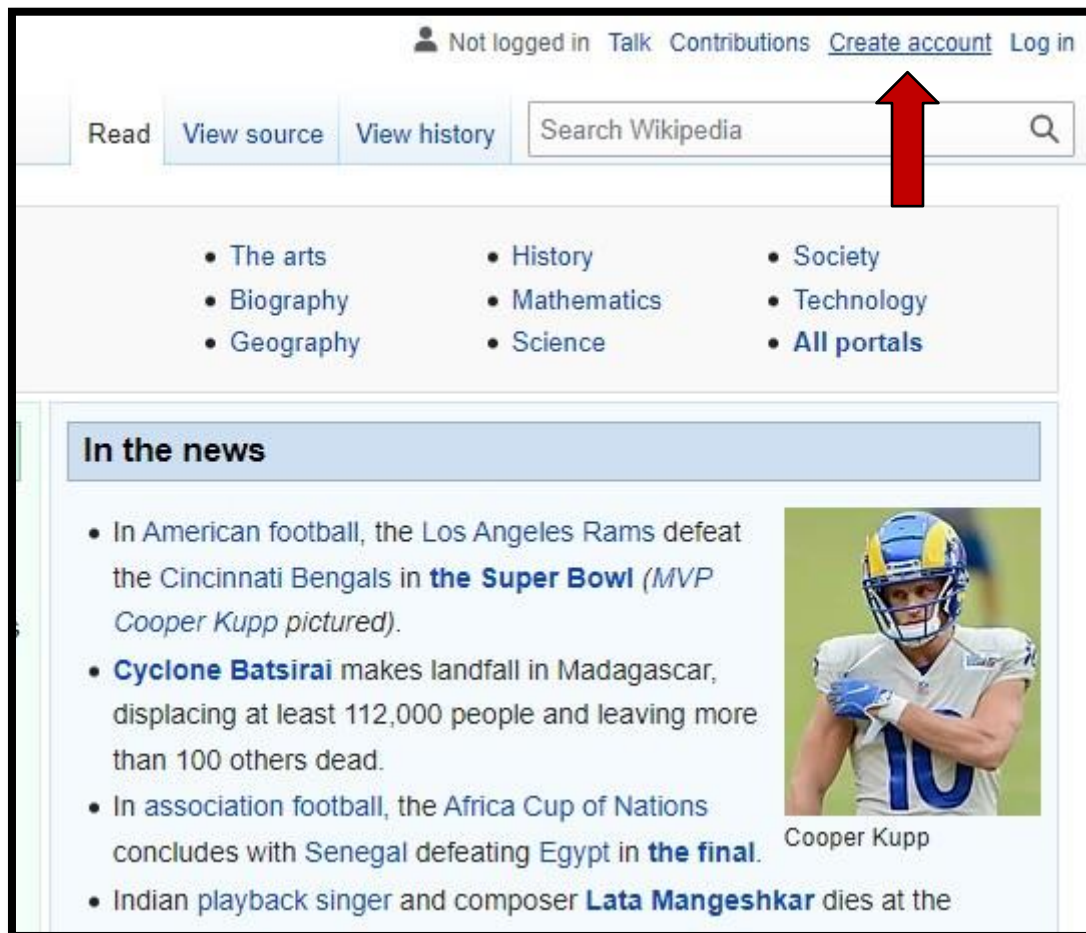 Not logged in Talk Contributions Create account Log in
Read View source View history Search Wikipedia
• The arts
• Biography
• Geography
• History
• Mathematics
• Science
• Society
• Technology
• All portals
In the news
• In American football, the Los Angeles Rams defeat
the Cincinnati Bengals in the Super Bowl (MVP
Cooper Kupp pictured).
• Cyclone Batsirai makes landfall in Madagascar,
displacing at least 112,000 people and leaving more
than 100 others dead.
• In association football, the Africa Cup of Nations
concludes with Senegal defeating Egypt in the final.
• Indian playback singer and composer Lata Mangeshkar dies at the
10
Cooper Kupp